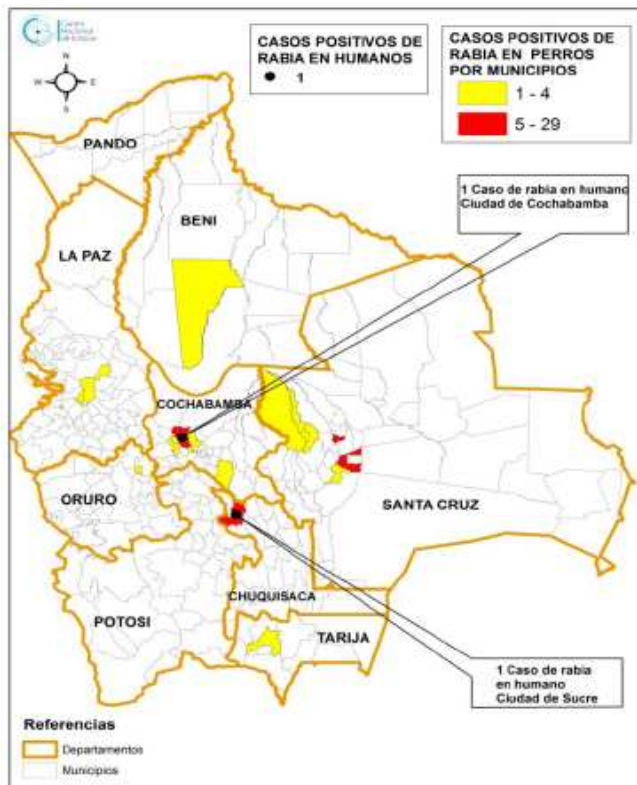 CASOS POSITIVOS DE
RABIA EN HUMANOS
1
CASOS POSITIVOS DE
RABIA EN PERROS
POR MUNICIPIOS
1 - 4
5 - 29
N
W
E
S
PANDO
BENI
LA PAZ
1 Caso de rabia en humano
Ciudad de Cochabamba
COCHABAMBA
ORURO
SANTA CRUZ
POTOSI
CHUQUISACA
TARIJA
1 Caso de rabia
en humano
Ciudad de Sucre
Referencias
Departamentos
Municipios